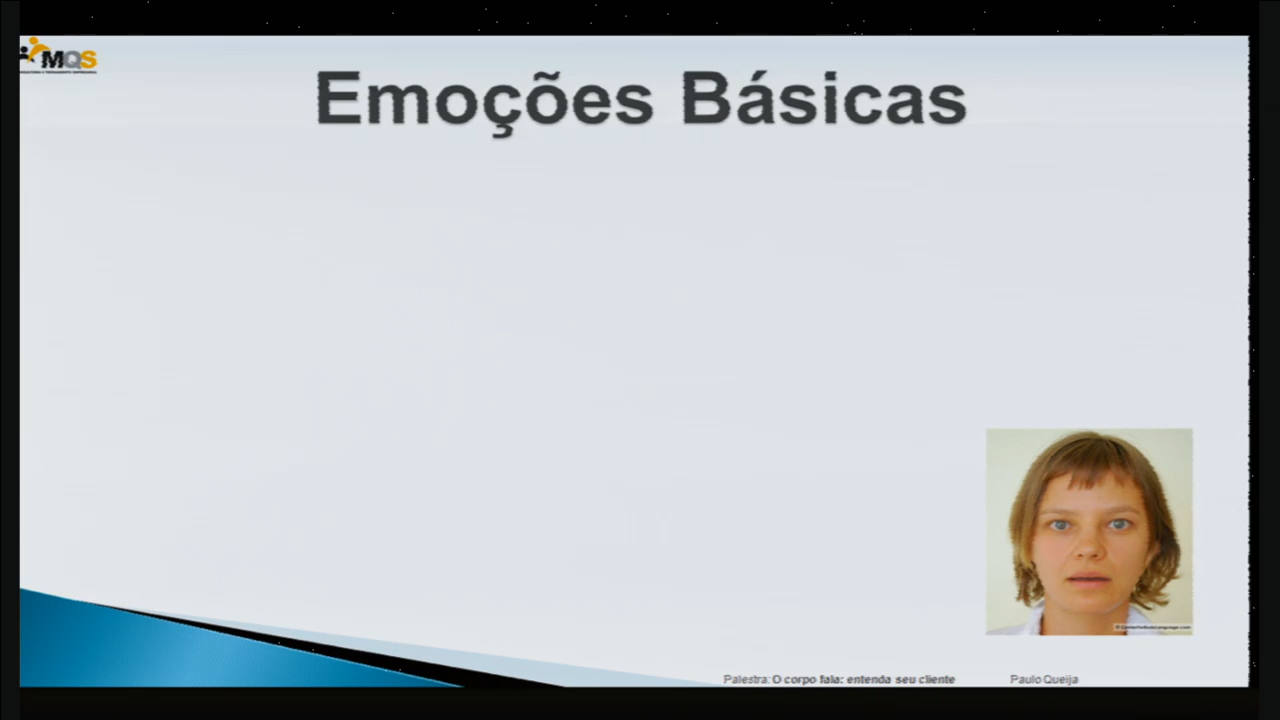 MQS
Emoções Básicas
Palestra: O corpo fala: entenda seu cliente
Paulo Queija